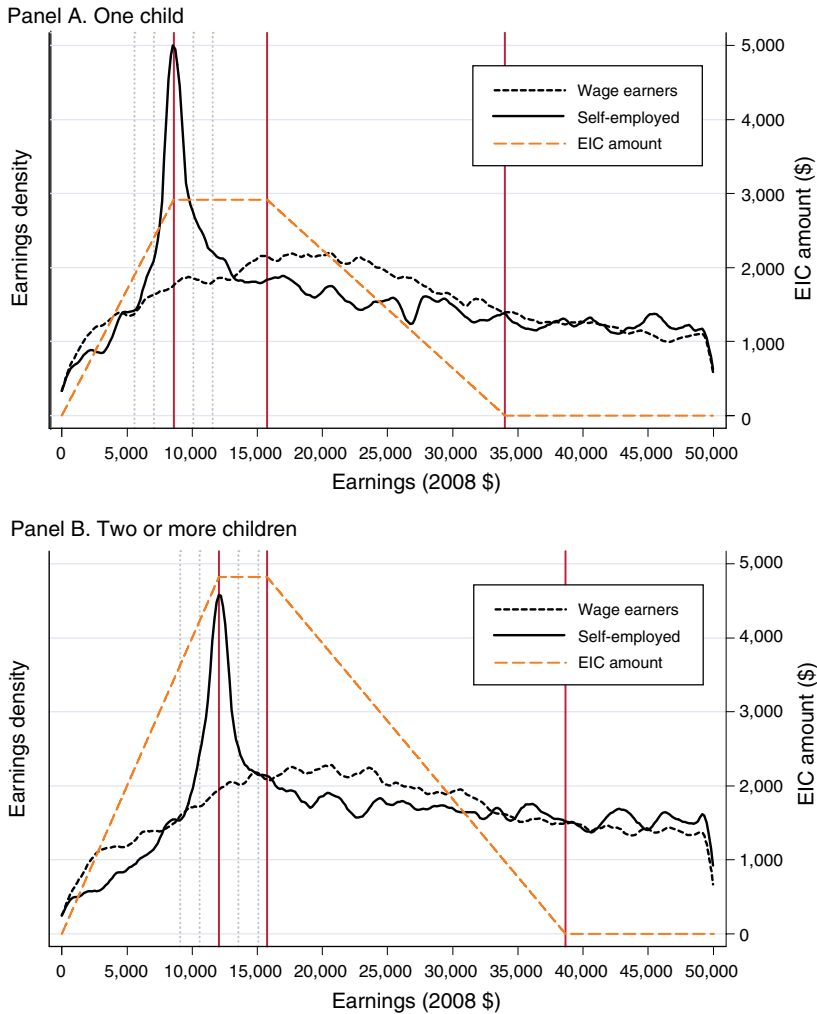 Panel A. One child
5,000
4,000
3,000
2,000
1,000
0
Earnings density
EIC amount ($)
Wage earners
Self-employed
EIC amount
0 5,000 10,000 15,000 20,000 25,000 30,000 35,000 40,000 45,000 50,000
Earnings (2008 $)
Panel B. Two or more children
5,000
4,000
3,000
2,000
1,000
0
Earnings density
EIC amount ($)
Wage earners
Self-employed
EIC amount
0 5,000 10,000 15,000 20,000 25,000 30,000 35,000 40,000 45,000 50,000
Earnings (2008 $)